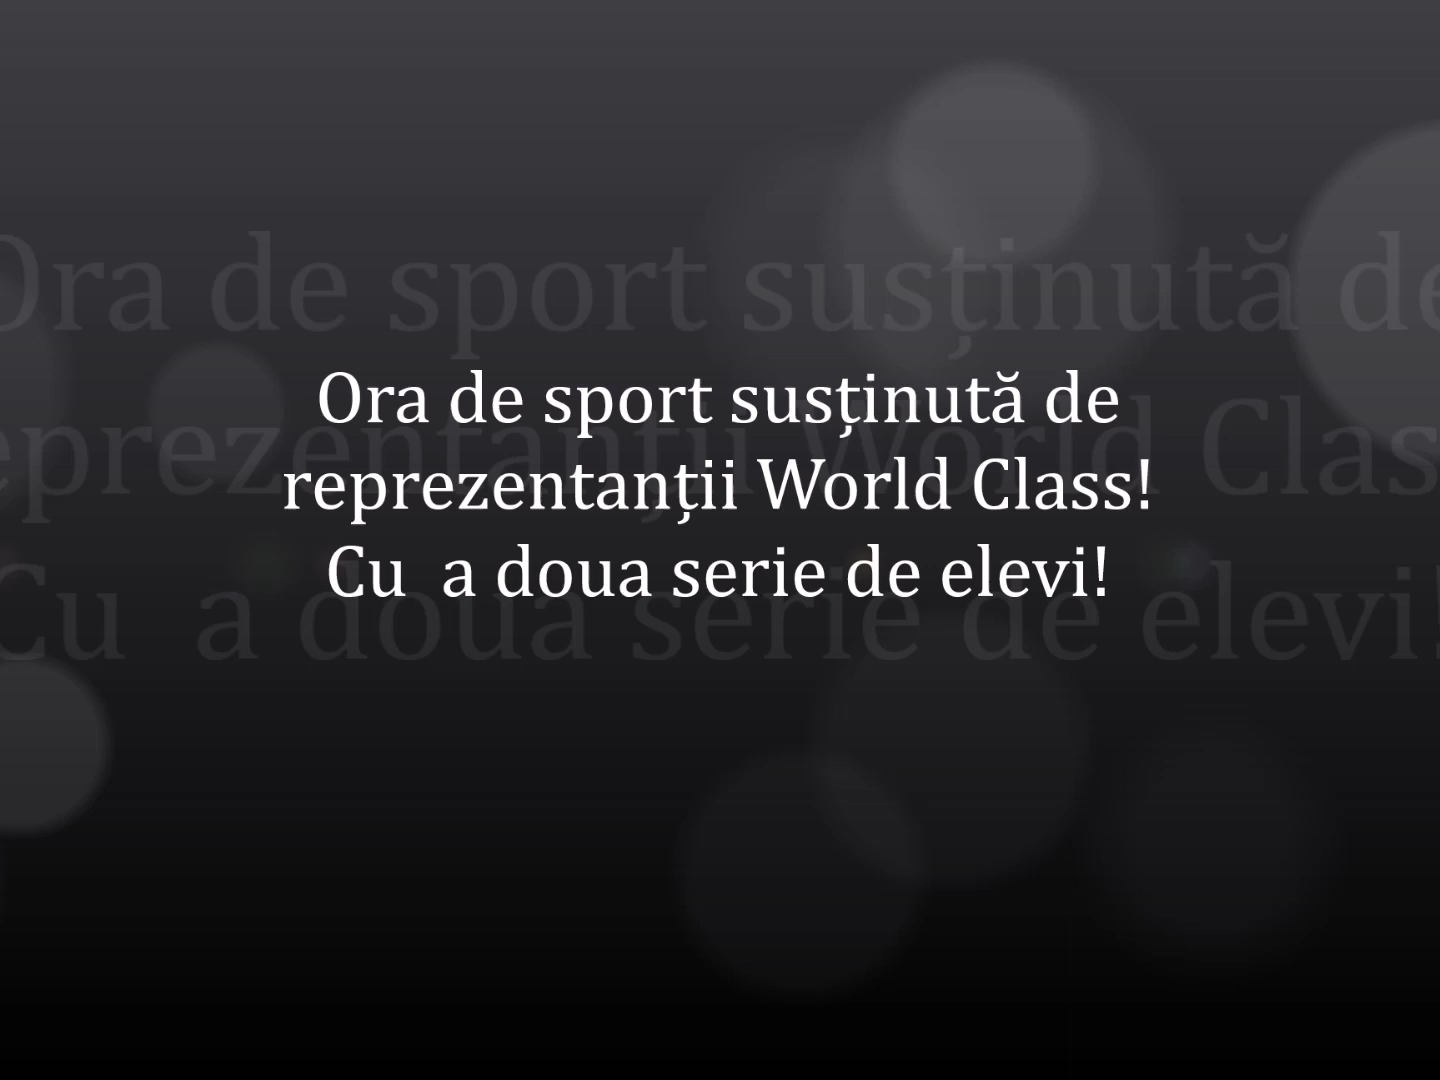 Ora de sport susținută de
reprezentanții World Class!
Cu  a doua serie de elevi!